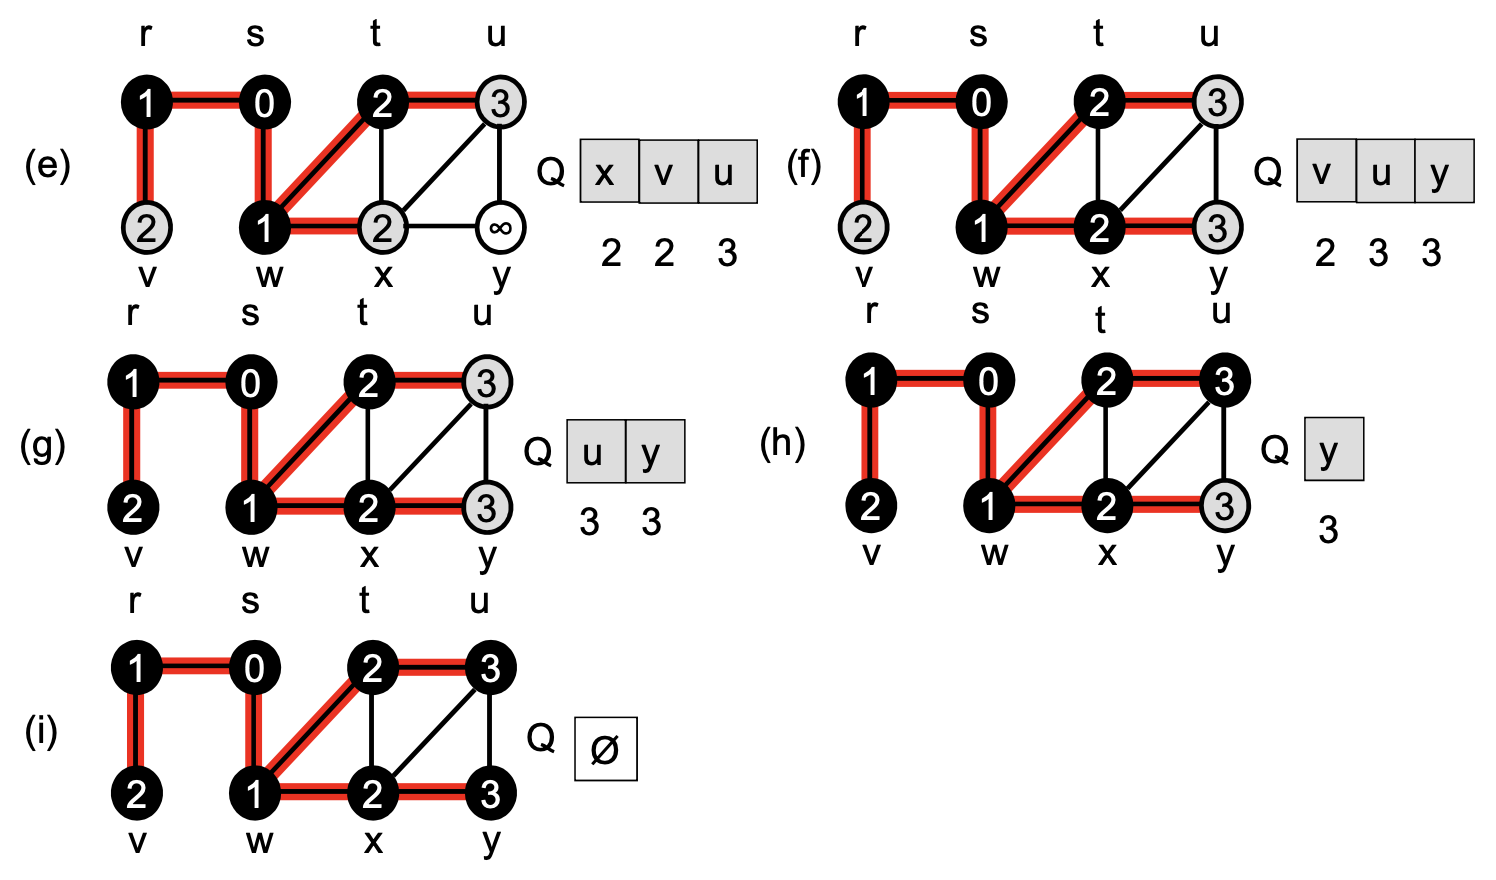 r s t u r s t u
1 0 2 3 1 0 2 3
(e) Q x v u (f) Q v u y
2 1 2 ∞ 2 2 3 2 1 2 3 2 3 3
v w x y v w x y
r s t u r s t u
1 0 2 3 1 0 2 3
(g) Q u y (h) Q y
2 1 2 3 3 3 2 1 2 3 3
v w x y v w x y
r s t u
1 0 2 3
(i) Q Ø
2 1 2 3
v w x y